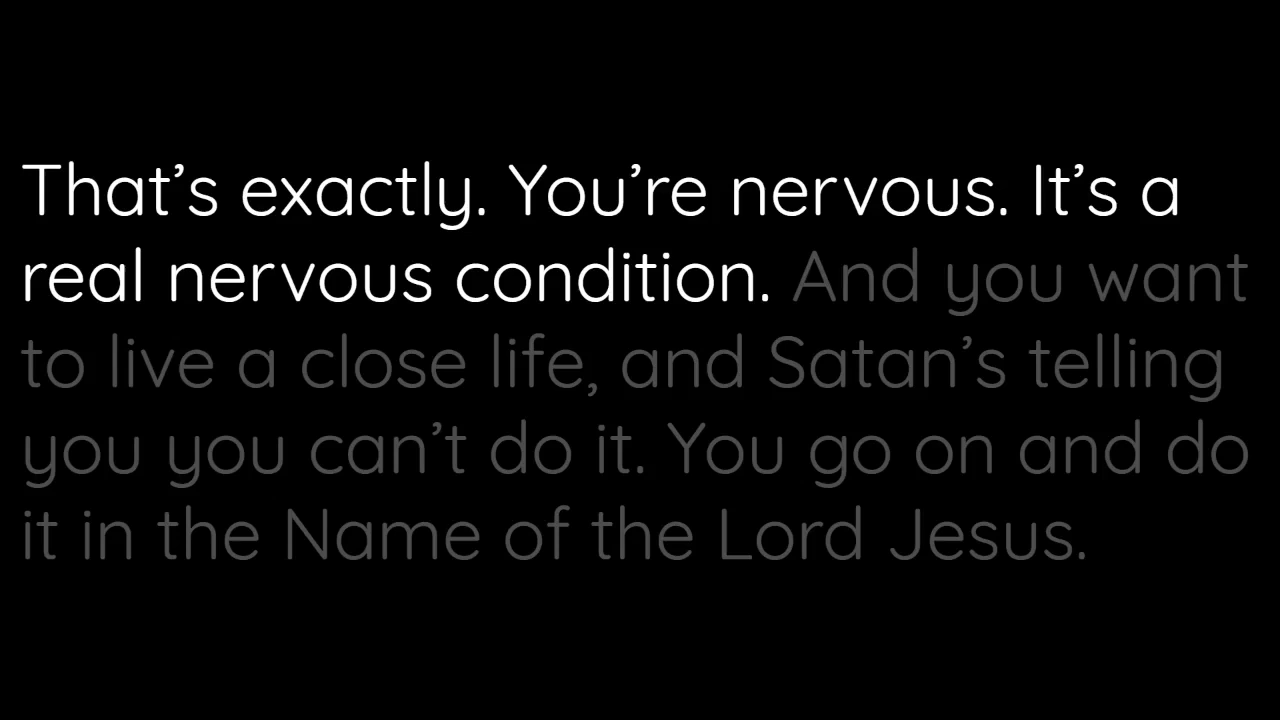 That’s exactly. You’re nervous. It’s a
real nervous condition. And you want
to live a close life, and Satan’s telling
you you can’t do it. You go on and do
it in the Name of the Lord Jesus.